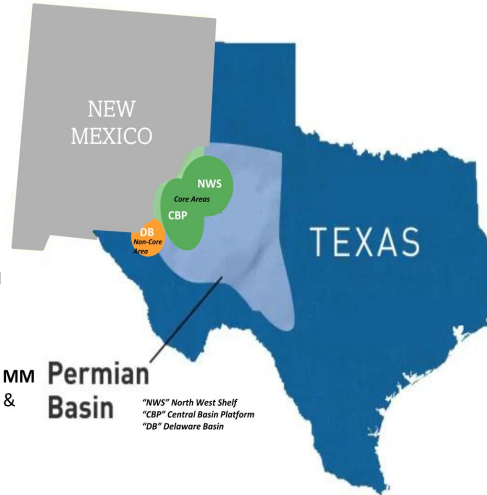 NEW
MEXICO
NWS
Core Areas
CBP
DB
Non-Core
Area
TEXAS
MM
&
Permian
Basin
"NWS" North West Shelf
"CBP" Central Basin Platform
"DB" Delaware Basin